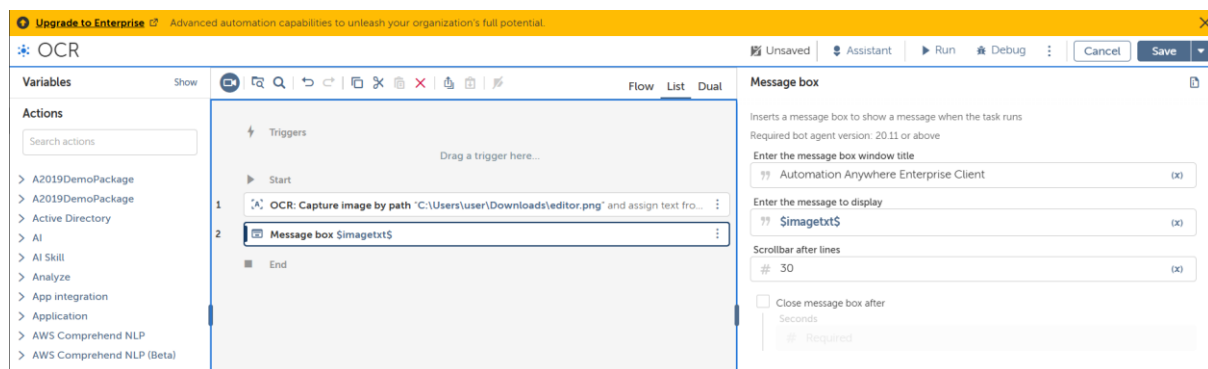 Upgrade to Enterprise Advanced automation capabilities to unleash your organization's full potential.
OCR
Unsaved
Assistant
Run
Debug
Cancel
Save
Variables
Show
Flow
List
Dual
Actions
Search actions
A2019DemoPackage
A2019DemoPackage
Active Directory
AI
AI Skill
Analyze
App integration
Application
AWS Comprehend NLP
AWS Comprehend NLP (Beta)
Triggers
Drag a trigger here...
Start
1 OCR: Capture image by path "C:\Users\user\Downloads\editor.png" and assign text fro...
2 Message box $imagetxt$
End
Message box
Inserts a message box to show a message when the task runs
Required bot agent version: 20.11 or above
Enter the message box window title
Automation Anywhere Enterprise Client
(x)
Enter the message to display
$imagetxt$
(x)
Scrollbar after lines
# 30
(x)
Close message box after
Seconds
# Required